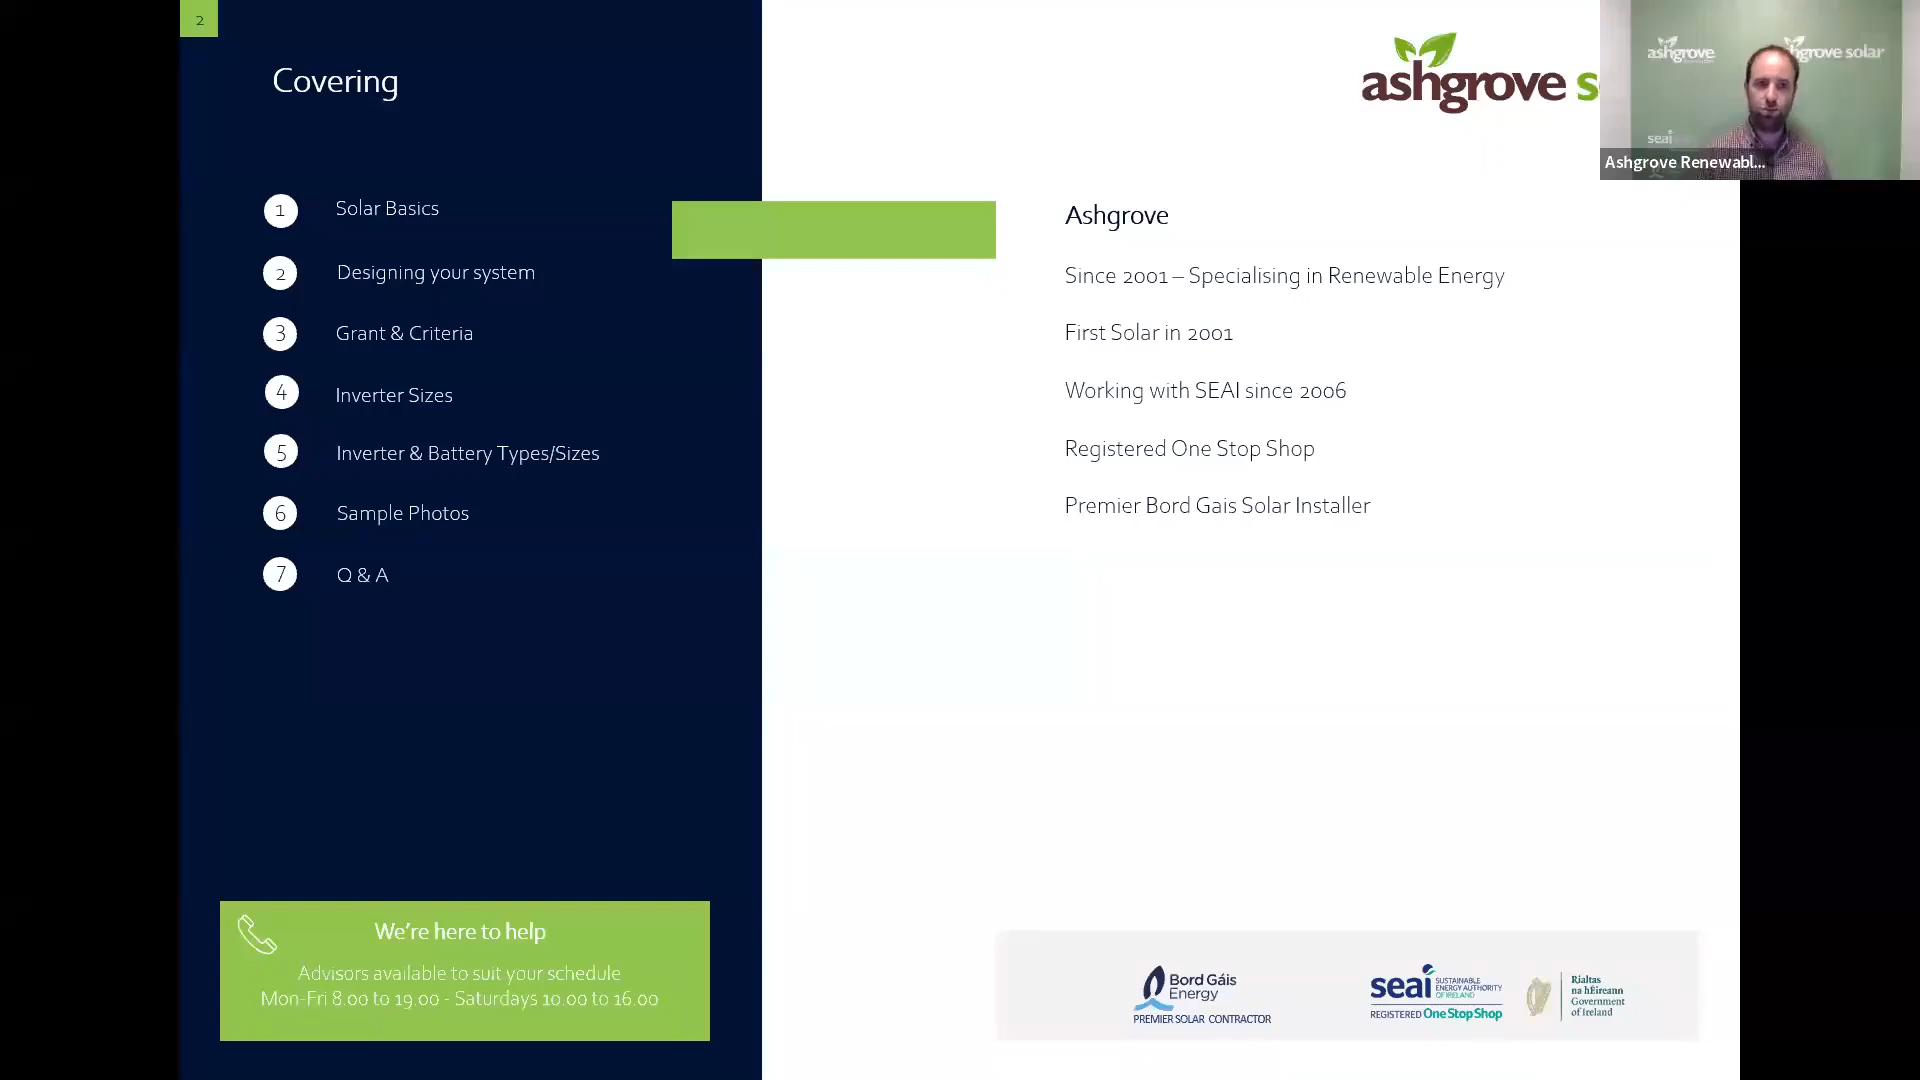 2
Covering
1 Solar Basics
2 Designing your system
3 Grant & Criteria
4 Inverter Sizes
5 Inverter & Battery Types/Sizes
6 Sample Photos
7 Q & A
We're here to help
Advisors available to suit your schedule
Mon-Fri 8.00 to 19.00 - Saturdays 10.00 to 16.00
ashgrove s
Ashgrove
Since 2001 – Specialising in Renewable Energy
First Solar in 2001
Working with SEAI since 2006
Registered One Stop Shop
Premier Bord Gais Solar Installer
Bord Gáis
Energy
PREMIER SOLAR CONTRACTOR
seai SUSTAINABLE
ENERGY AUTHORITY
OF IRELAND
REGISTERED One Stop Shop
Rialtas
na hÉireann
Government
of Ireland
ashgrove
ashgrove solar
seai
Ashgrove Renewabl...